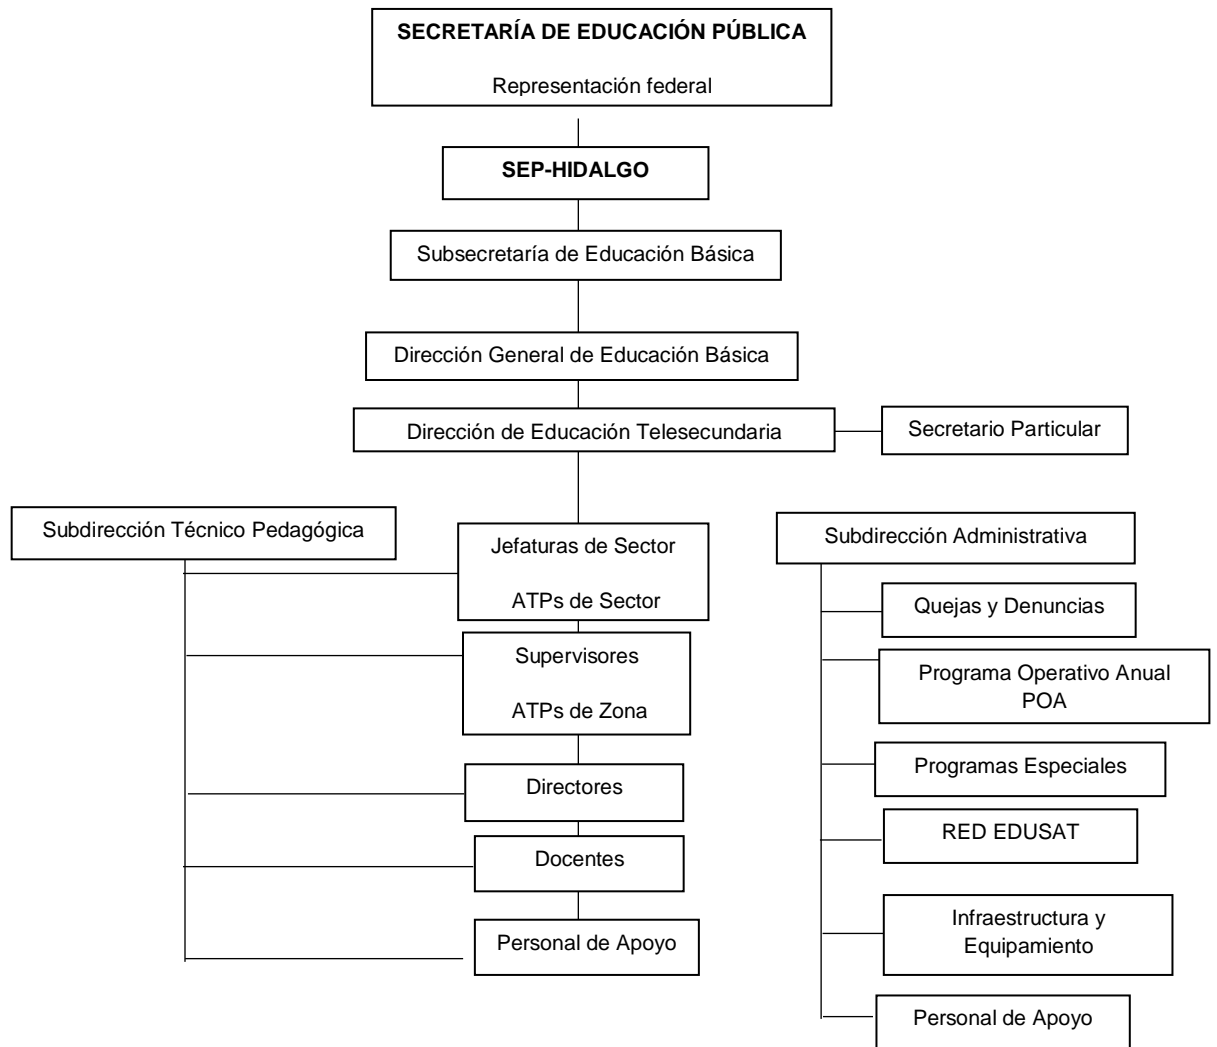 SECRETARÍA DE EDUCACIÓN PÚBLICA
Representación federal
SEP-HIDALGO
Subsecretaría de Educación Básica
Dirección General de Educación Básica
Dirección de Educación Telesecundaria
Secretario Particular
Subdirección Técnico Pedagógica
Jefaturas de Sector
ATPs de Sector
Supervisores
ATPs de Zona
Directores
Docentes
Personal de Apoyo
Subdirección Administrativa
Quejas y Denuncias
Programa Operativo Anual
POA
Programas Especiales
RED EDUSAT
Infraestructura y
Equipamiento
Personal de Apoyo